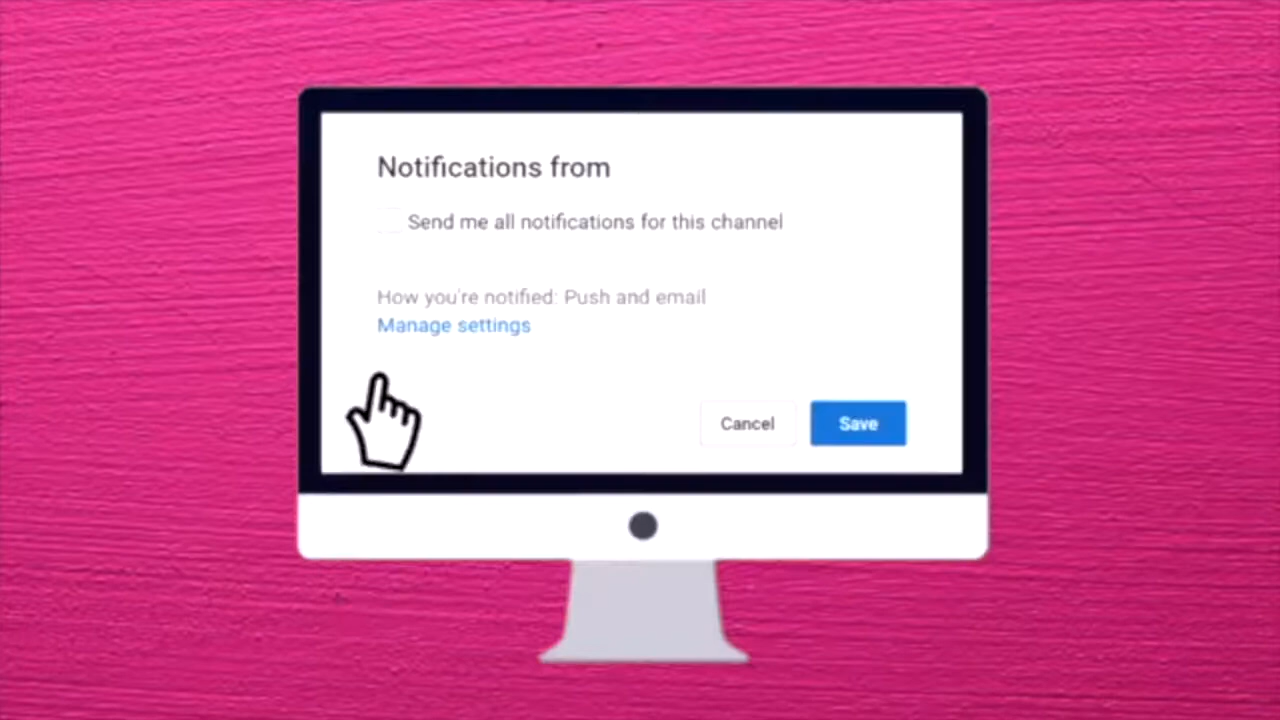 Notifications from
Send me all notifications for this channel
How you're notified: Push and email
Manage settings
Cancel
Save